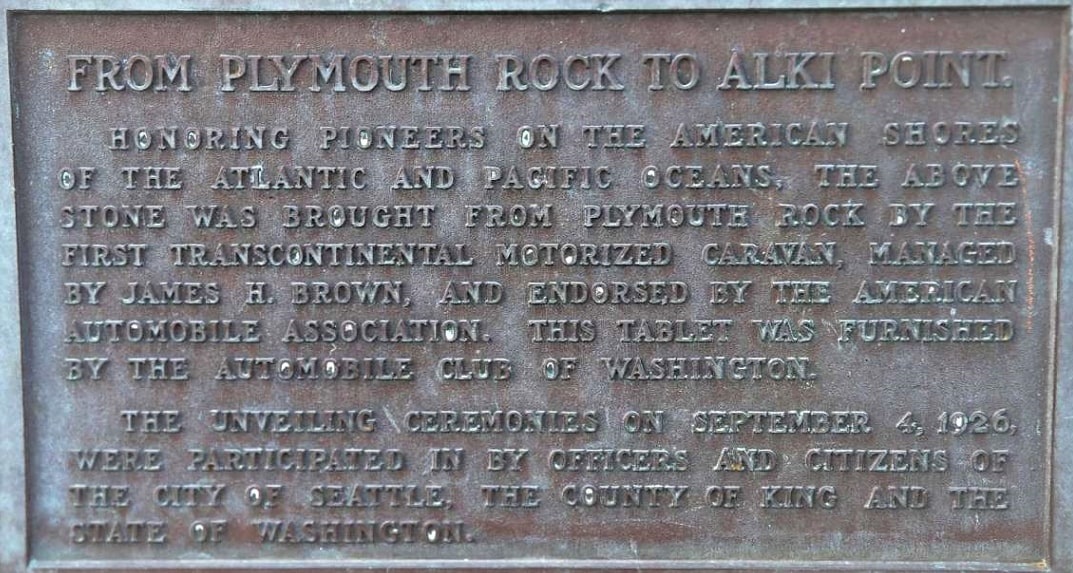 FROM PLYMOUTH ROCK TO ALKI POINT.
HONORING PIONEERS ON THE AMERICAN SHORES
OF THE ATLANTIC AND PACIFIC OCEANS, THE ABOVE
STONE WAS BROUGHT FROM PLYMOUTH ROCK BY THE
FIRST TRANSCONTINENTAL MOTORIZED CARAVAN, MANAGED
BY JAMES H. BROWN, AND ENDORSED BY THE AMERICAN
AUTOMOBILE ASSOCIATION. THIS TABLET WAS FURNISHED
BY THE AUTOMOBILE CLUB OF WASHINGTON.
THE UNVEILING CEREMONIES ON SEPTEMBER 4, 1926,
WERE PARTICIPATED IN BY OFFICERS AND CITIZENS OF
THE CITY OF SEATTLE, THE COUNTY OF KING AND THE
STATE OF WASHINGTON.